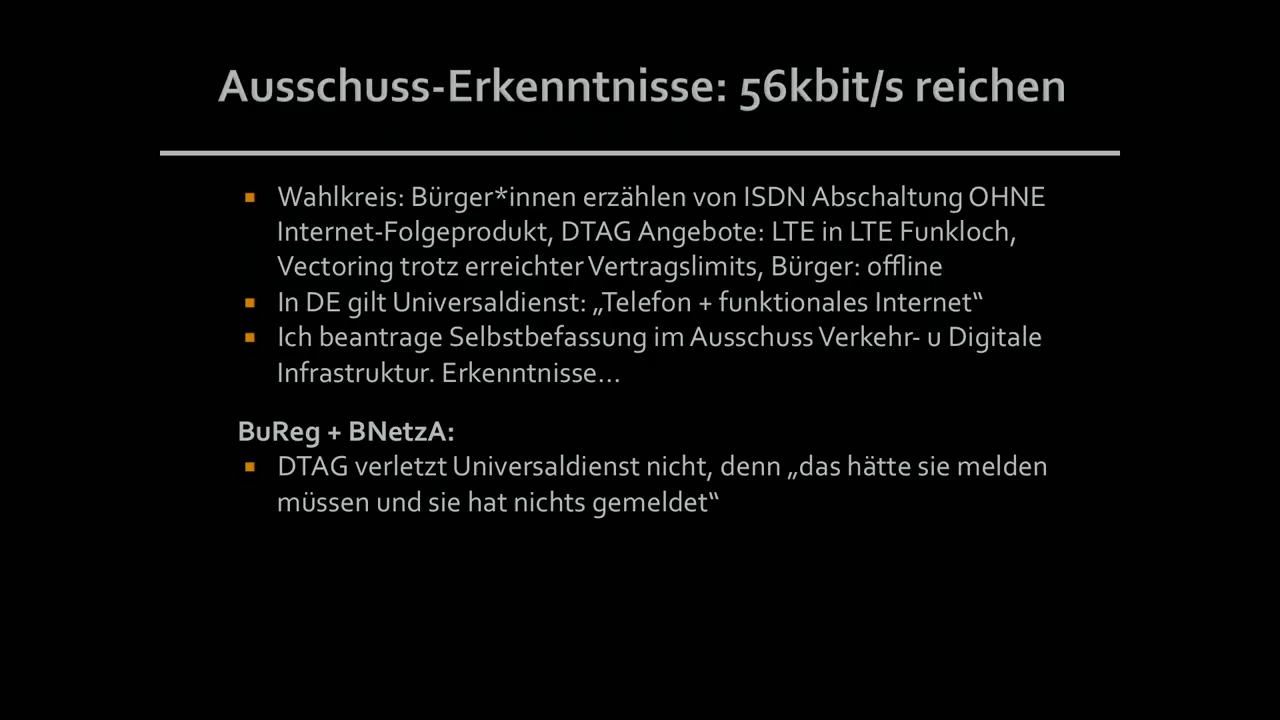 Ausschuss-Erkenntnisse: 56kbit/s reichen
▪ Wahlkreis: Bürger*innen erzählen von ISDN Abschaltung OHNE
Internet-Folgeprodukt, DTAG Angebote: LTE in LTE Funkloch,
Vectoring trotz erreichter Vertragslimits, Bürger: offline
▪ In DE gilt Universaldienst: „Telefon + funktionales Internet“
▪ Ich beantrage Selbstbefassung im Ausschuss Verkehr- u Digitale
Infrastruktur. Erkenntnisse...
BuReg + BNetzA:
▪ DTAG verletzt Universaldienst nicht, denn „das hätte sie melden
müssen und sie hat nichts gemeldet“